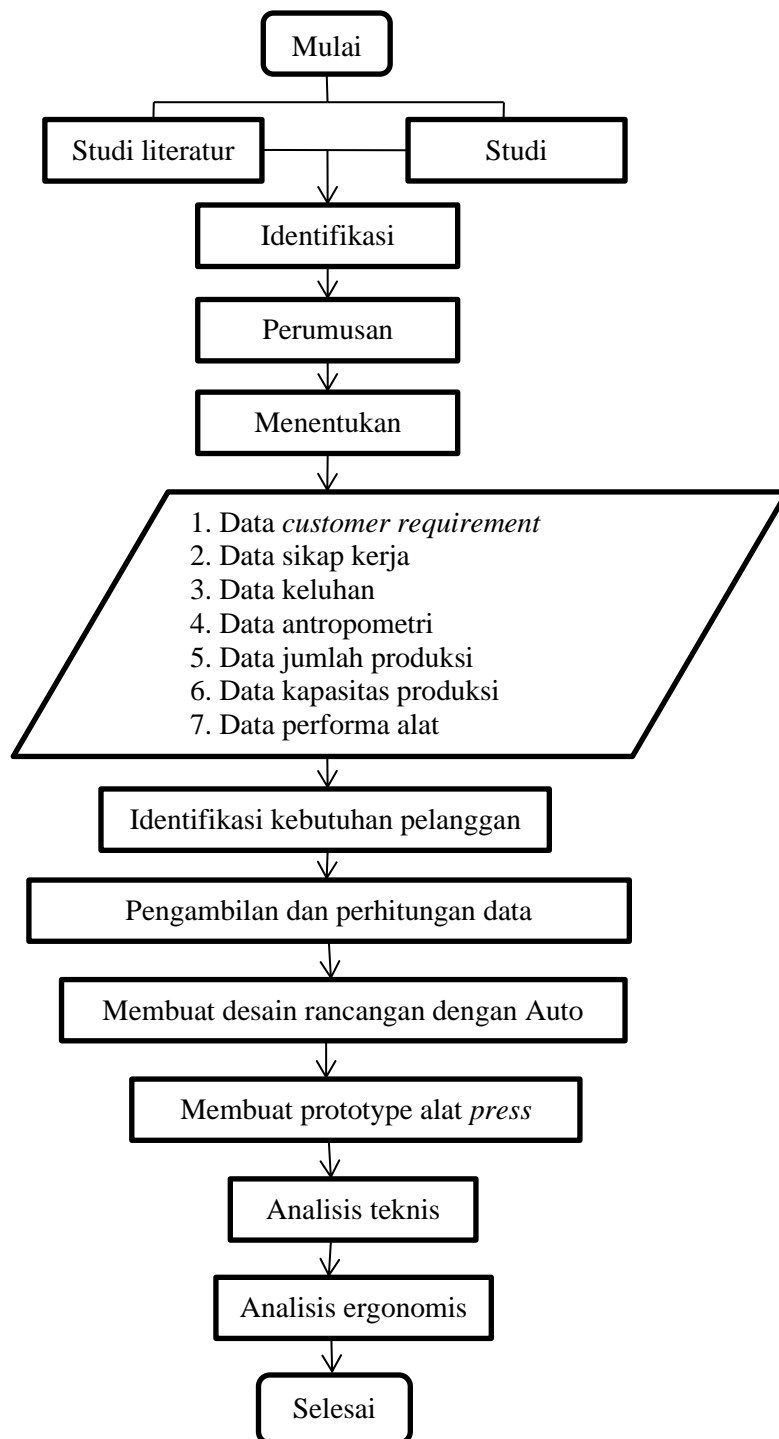 Mulai
Studi literatur
Studi
Identifikasi
Perumusan
Menentukan
1. Data customer requirement
2. Data sikap kerja
3. Data keluhan
4. Data antropometri
5. Data jumlah produksi
6. Data kapasitas produksi
7. Data performa alat
Identifikasi kebutuhan pelanggan
Pengambilan dan perhitungan data
Membuat desain rancangan dengan Auto
Membuat prototype alat press
Analisis teknis
Analisis ergonomis
Selesai